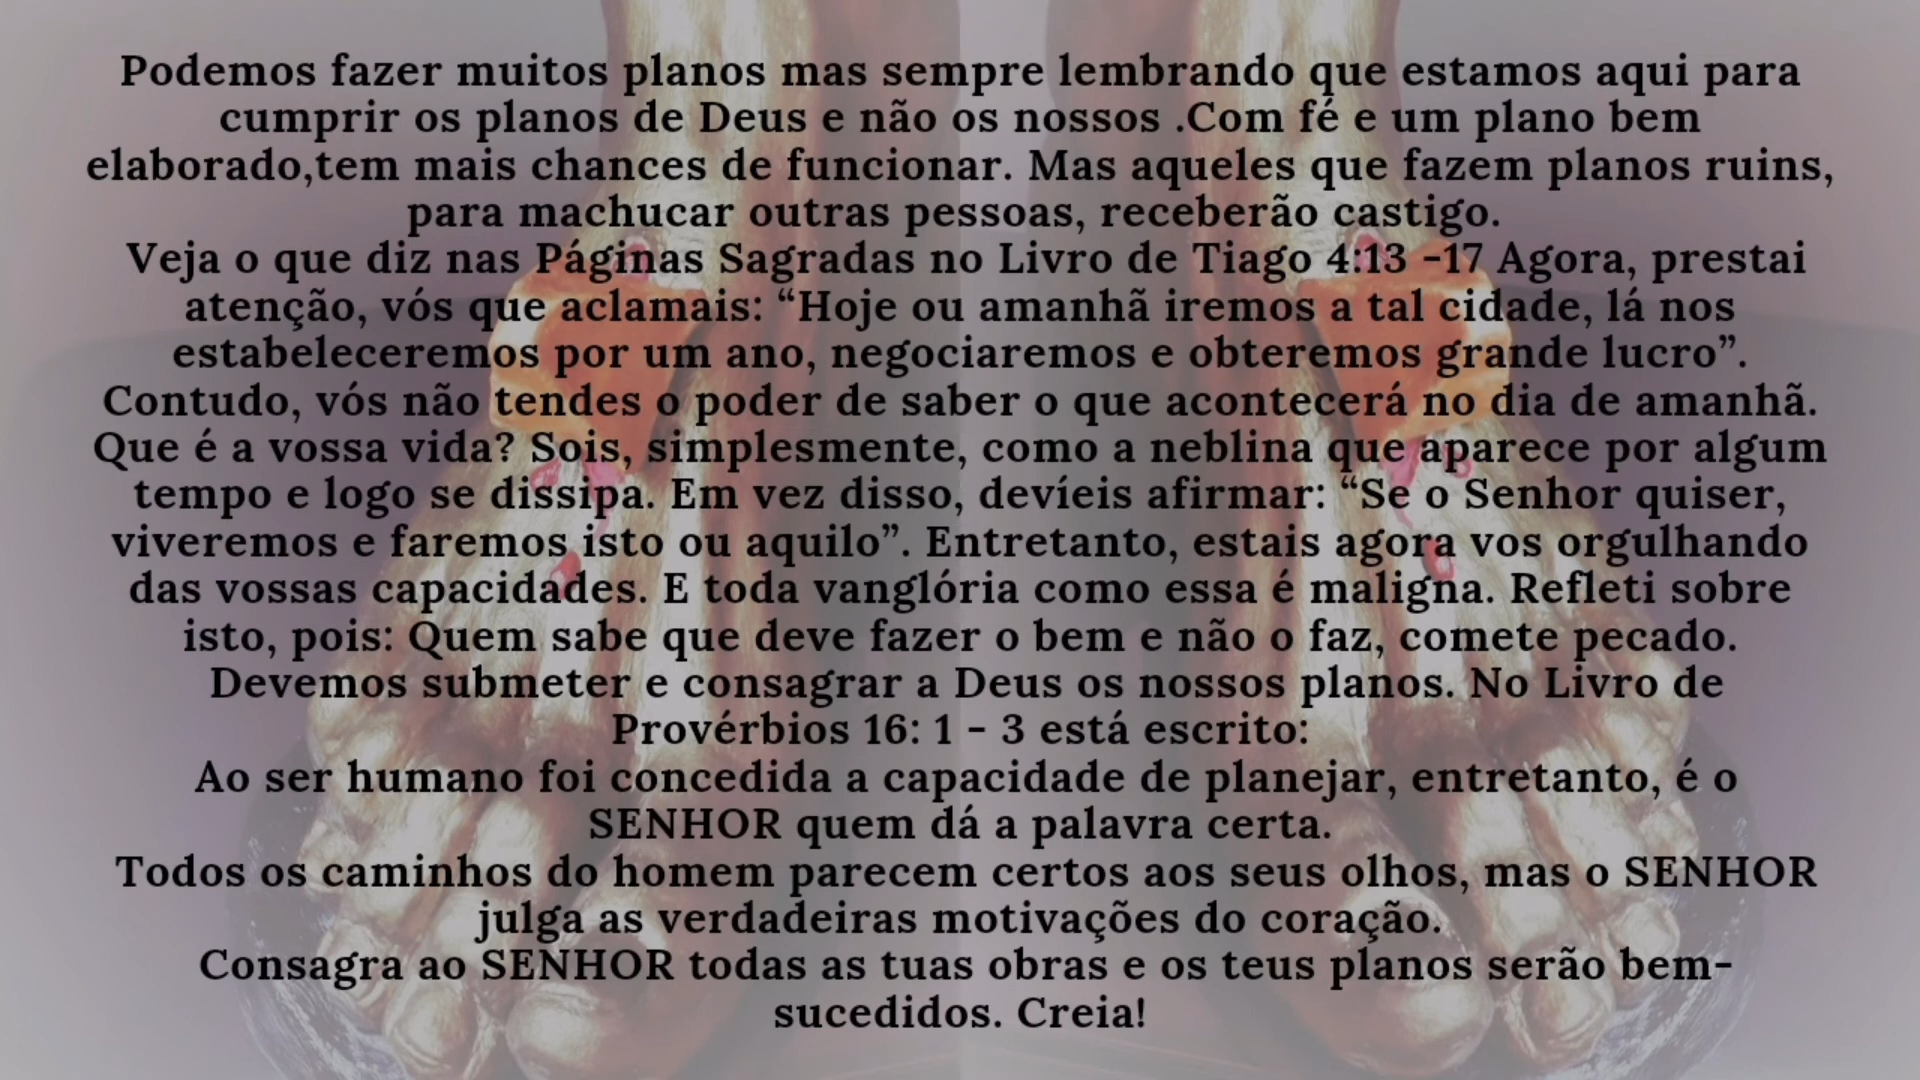 Podemos fazer muitos planos mas sempre lembrando que estamos aqui para
cumprir os planos de Deus e não os nossos .Com fé e um plano bem
elaborado,tem mais chances de funcionar. Mas aqueles que fazem planos ruins,
para machucar outras pessoas, receberão castigo.
Veja o que diz nas Páginas Sagradas no Livro de Tiago 4:13 -17 Agora, prestai
atenção, vós que aclamais: “Hoje ou amanhã iremos a tal cidade, lá nos
estabeleceremos por um ano, negociaremos e obteremos grande lucro”.
Contudo, vós não tendes o poder de saber o que acontecerá no dia de amanhã.
Que é a vossa vida? Sois, simplesmente, como a neblina que aparece por algum
tempo e logo se dissipa. Em vez disso, devíeis afirmar: “Se o Senhor quiser,
viveremos e faremos isto ou aquilo”. Entretanto, estais agora vos orgulhando
das vossas capacidades. E toda vanglória como essa é maligna. Refleti sobre
isto, pois: Quem sabe que deve fazer o bem e não o faz, comete pecado.
Devemos submeter e consagrar a Deus os nossos planos. No Livro de
Provérbios 16: 1 - 3 está escrito:
Ao ser humano foi concedida a capacidade de planejar, entretanto, é o
SENHOR quem dá a palavra certa.
Todos os caminhos do homem parecem certos aos seus olhos, mas o SENHOR
julga as verdadeiras motivações do coração.
Consagra ao SENHOR todas as tuas obras e os teus planos serão bem-
sucedidos. Creia!